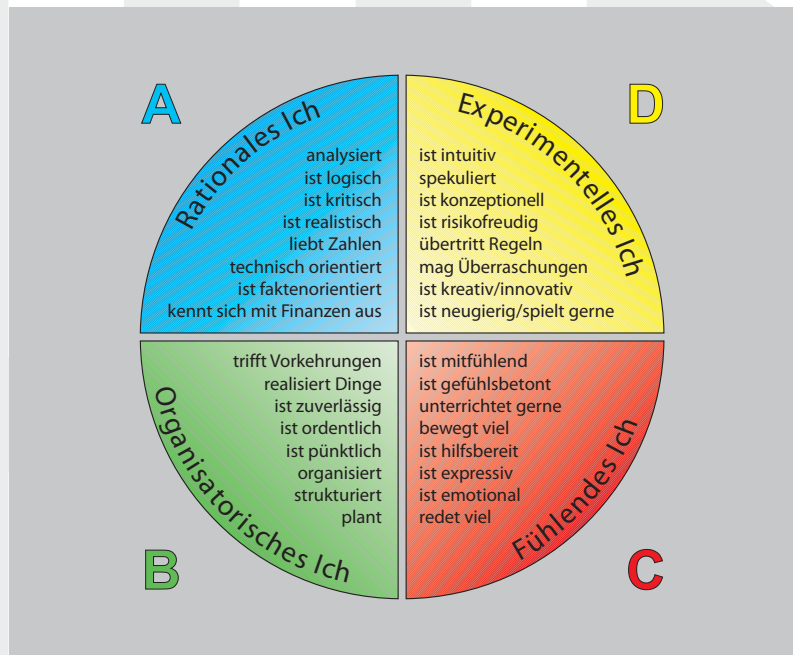 A
Rationales Ich
analysiert
ist logisch
ist kritisch
ist realistisch
liebt Zahlen
technisch orientiert
ist faktenorientiert
kennt sich mit Finanzen aus
D
Experimentelles Ich
ist intuitiv
spekuliert
ist konzeptionell
ist risikofreudig
übertritt Regeln
mag Überraschungen
ist kreativ/innovativ
ist neugierig/spielt gerne
B
Organisatorisches Ich
trifft Vorkehrungen
realisiert Dinge
ist zuverlässig
ist ordentlich
ist pünktlich
organisiert
strukturiert
plant
C
Fühlendes Ich
ist mitfühlend
ist gefühlsbetont
unterrichtet gerne
bewegt viel
ist hilfsbereit
ist expressiv
ist emotional
redet viel